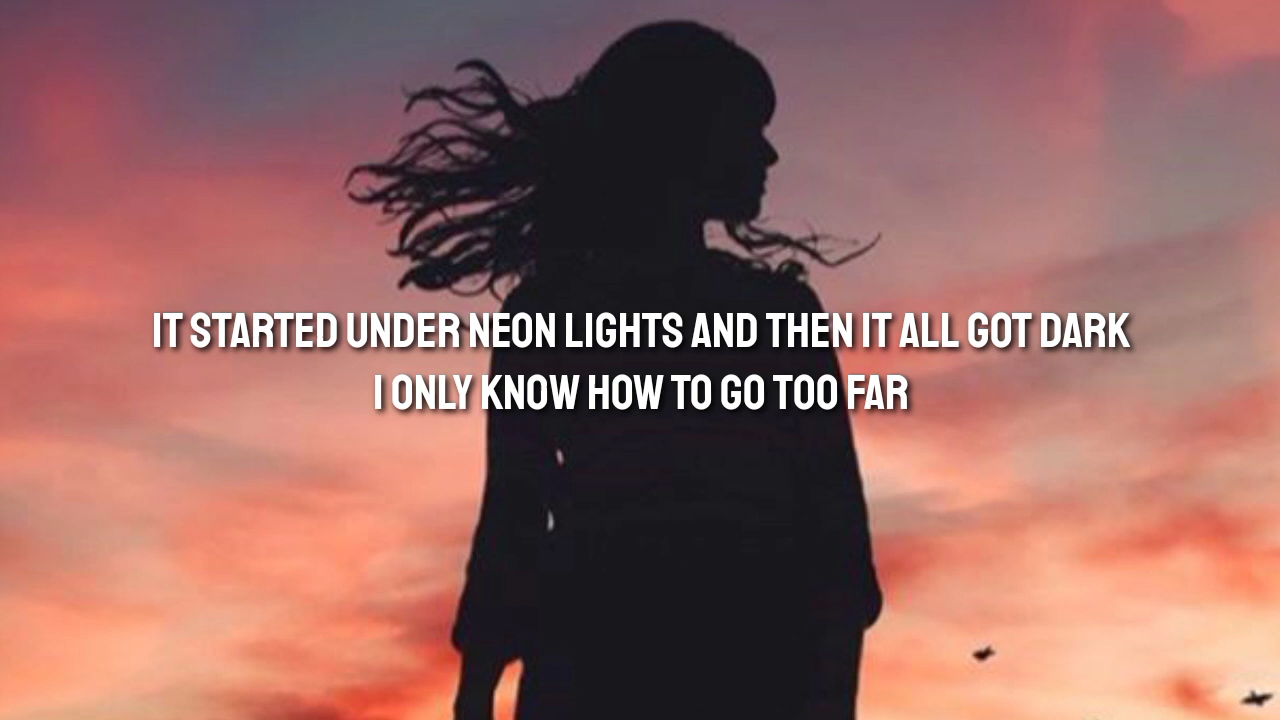 IT STARTED UNDER NEON LIGHTS AND THEN IT ALL GOT DARK
I ONLY KNOW HOW TO GO TOO FAR